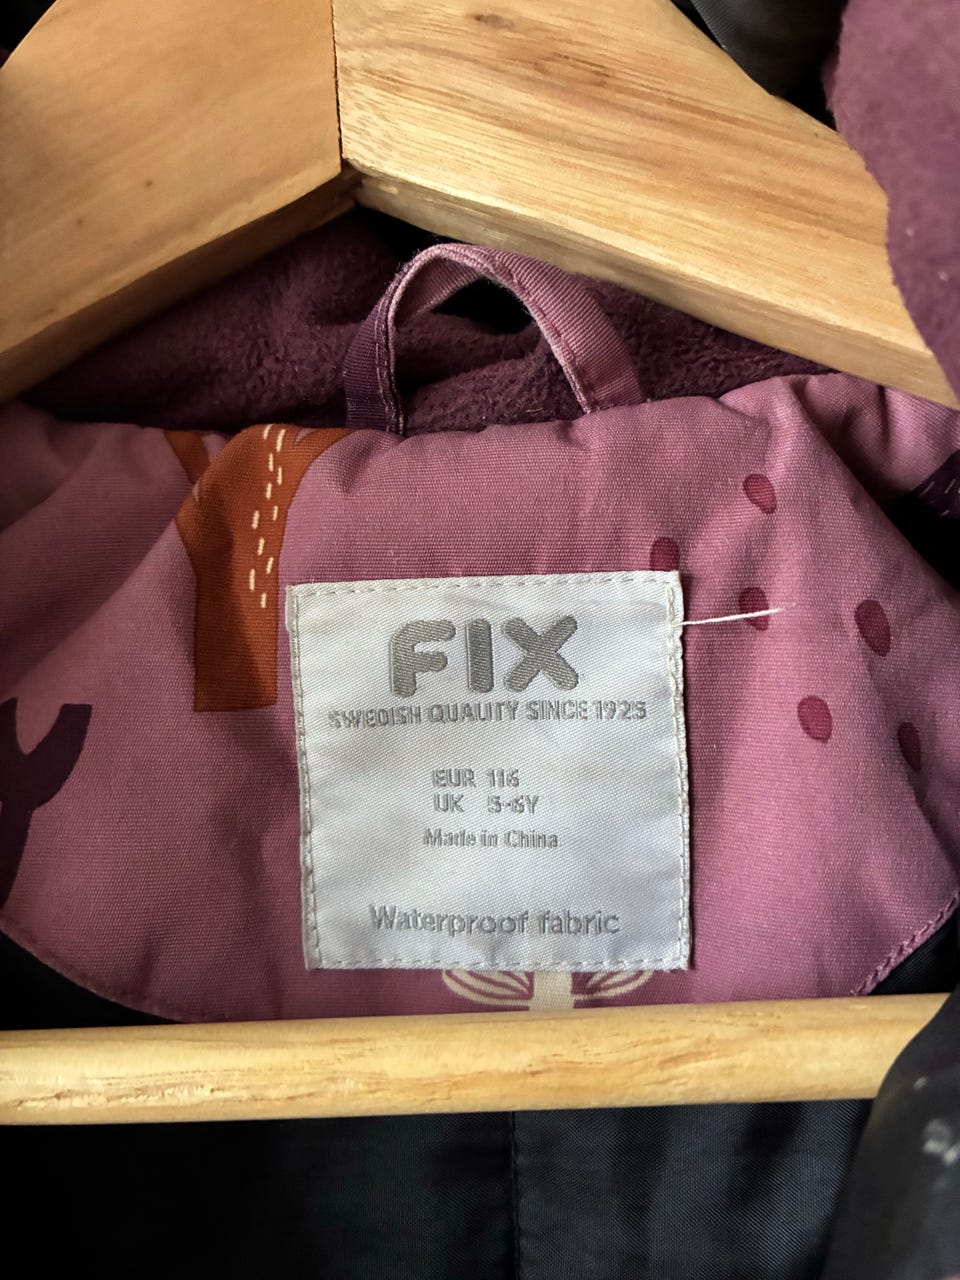 FIX
SWEDISH QUALITY SINCE 1925
EUR 116
UK 5-6Y
Made in China
Waterproof fabric